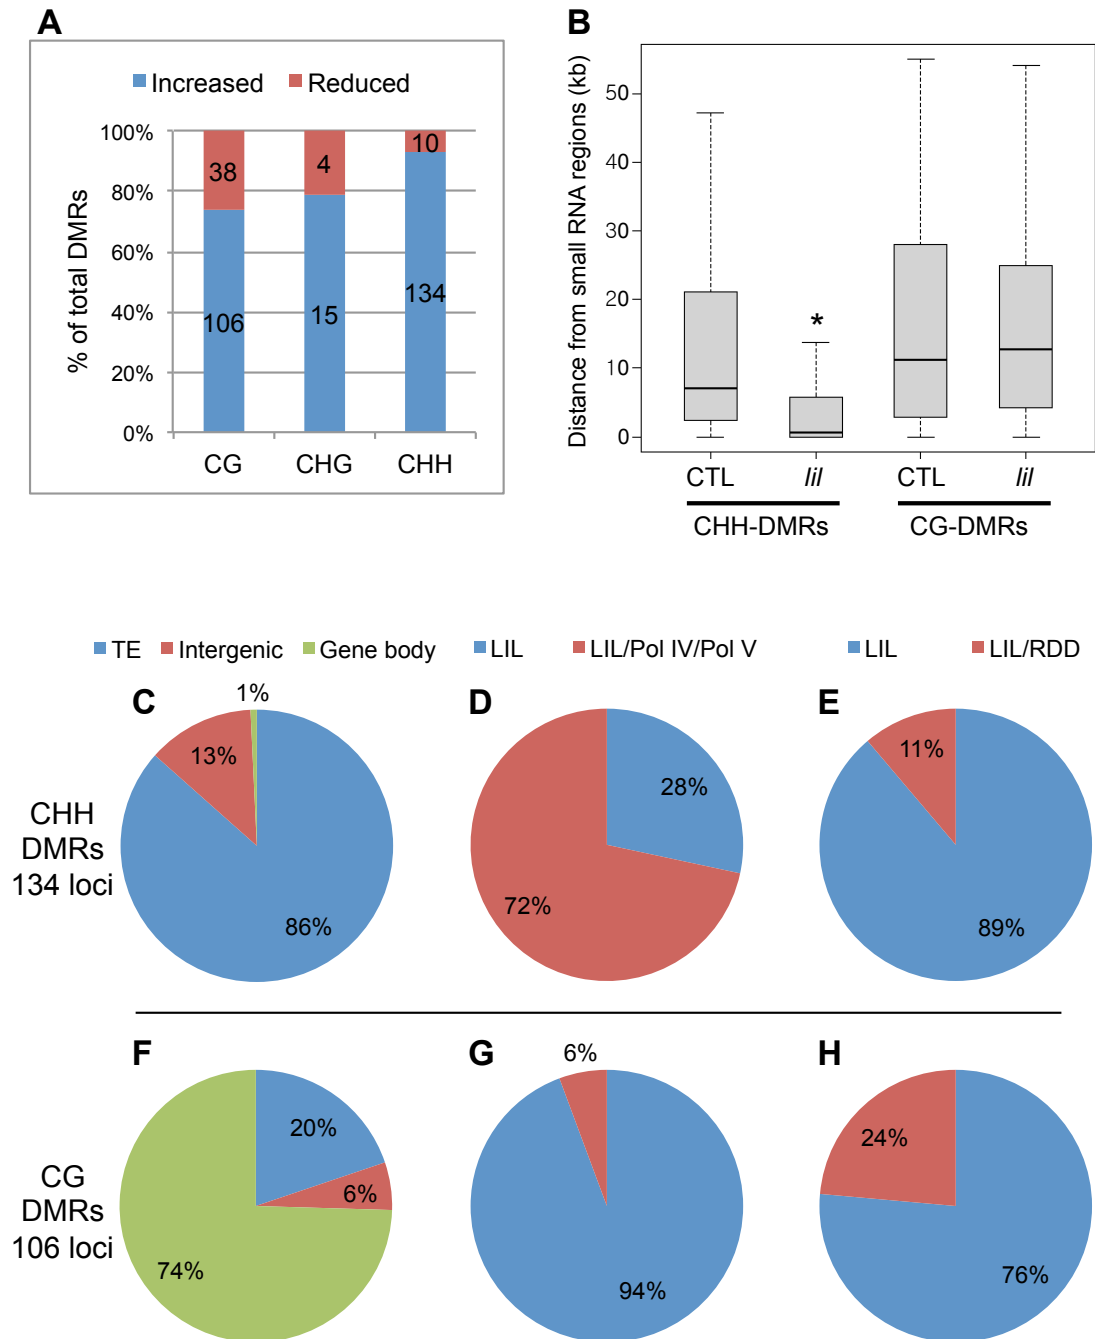 A
Increased Reduced
% of total DMRs
100%
80%
60%
40%
20%
0%
38
4
10
106
15
134
CG CHG CHH
B
Distance from small RNA regions (kb)
50
40
30
20
10
0
*
CTL lil CTL lil
CHH-DMRs CG-DMRs
TE Intergenic Gene body
LIL LIL/Pol IV/Pol V
LIL LIL/RDD
CHH
DMRs
134 loci
C
1%
13%
86%
D
28%
72%
E
11%
89%
CG
DMRs
106 loci
F
20%
6%
74%
G
6%
94%
H
24%
76%